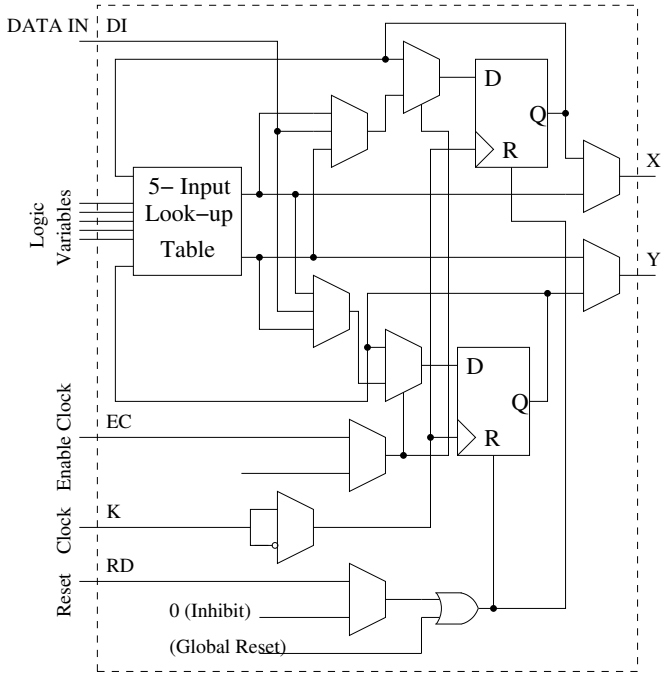 DATA IN DI
D
Q
R
X
5- Input
Look-up
Table
Logic
Variables
Y
D
Q
R
Enable Clock
EC
Clock
K
Reset
RD
0 (Inhibit)
(Global Reset)